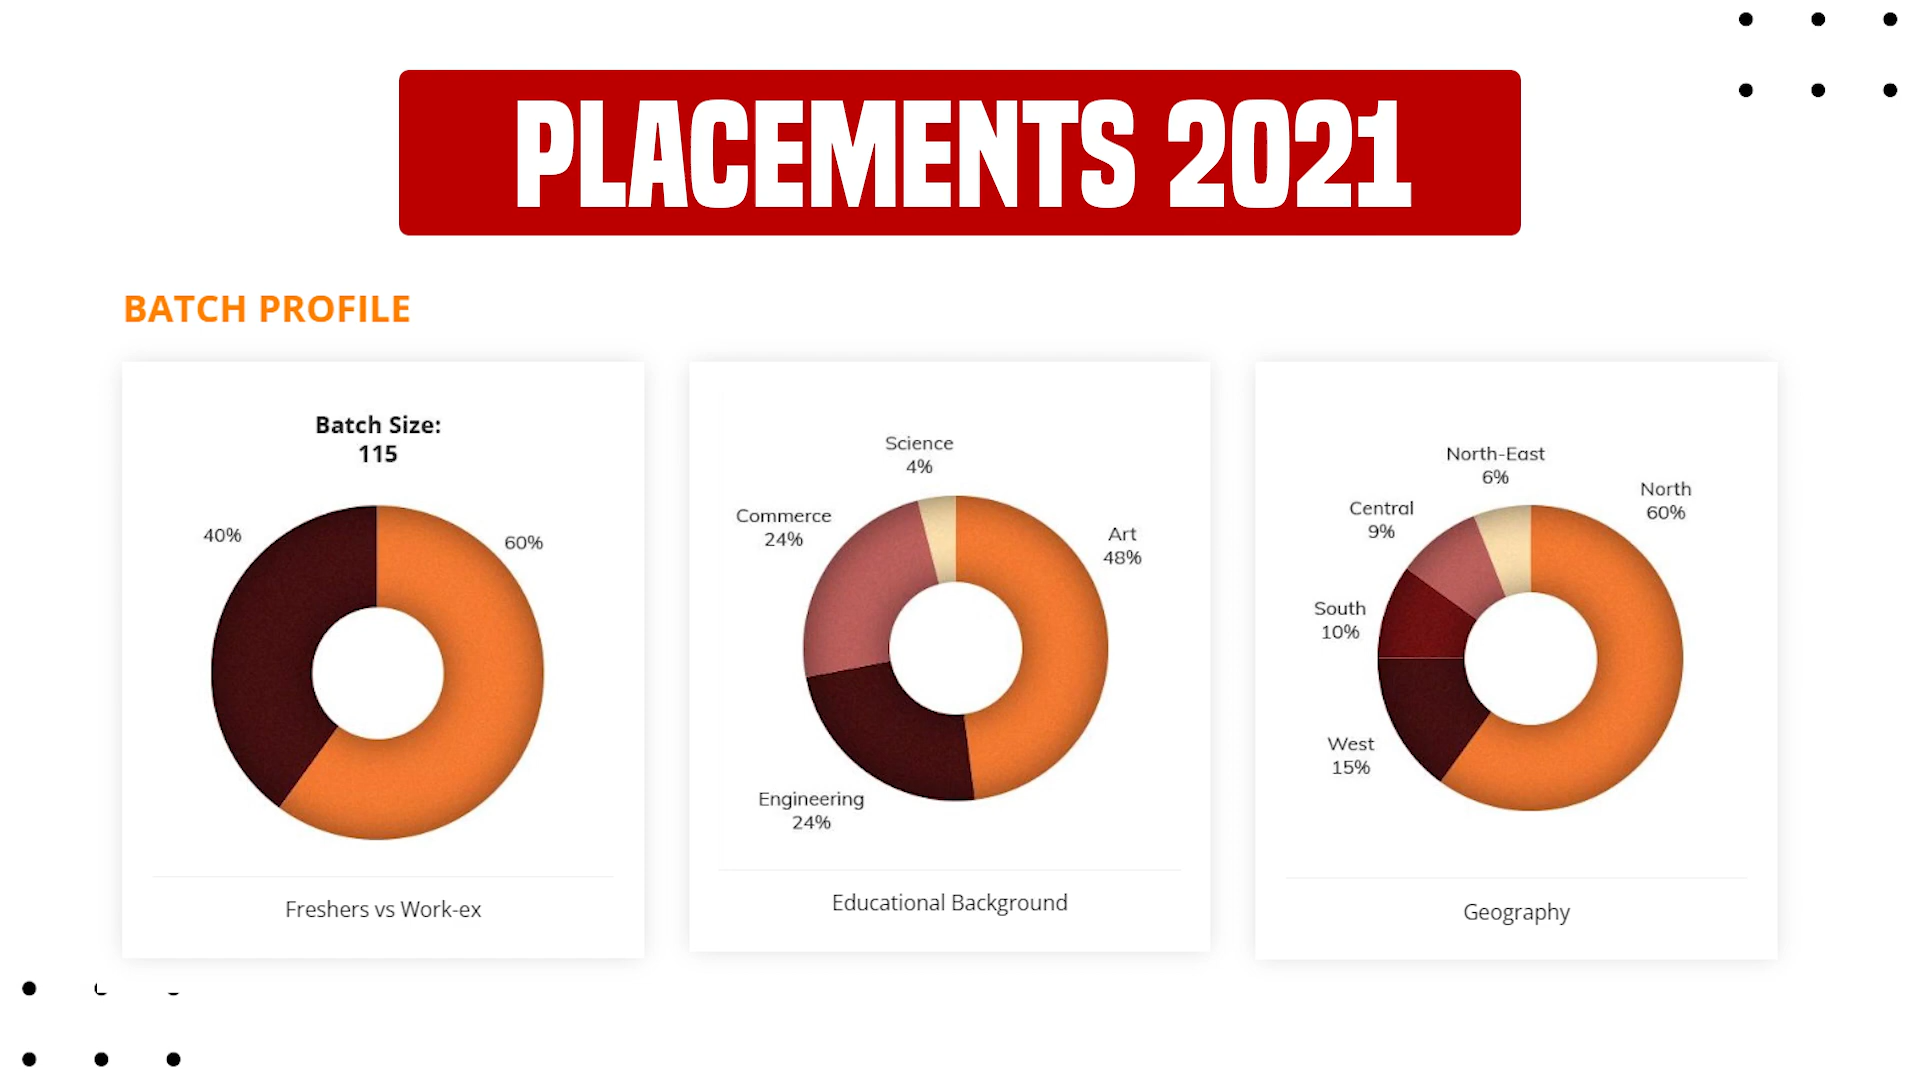 PLACEMENTS 2021
BATCH PROFILE
Batch Size:
115
40%
60%
Freshers vs Work-ex
Science
4%
Commerce
24%
Art
48%
Engineering
24%
Educational Background
North-East
6%
North
60%
Central
9%
South
10%
West
15%
Geography